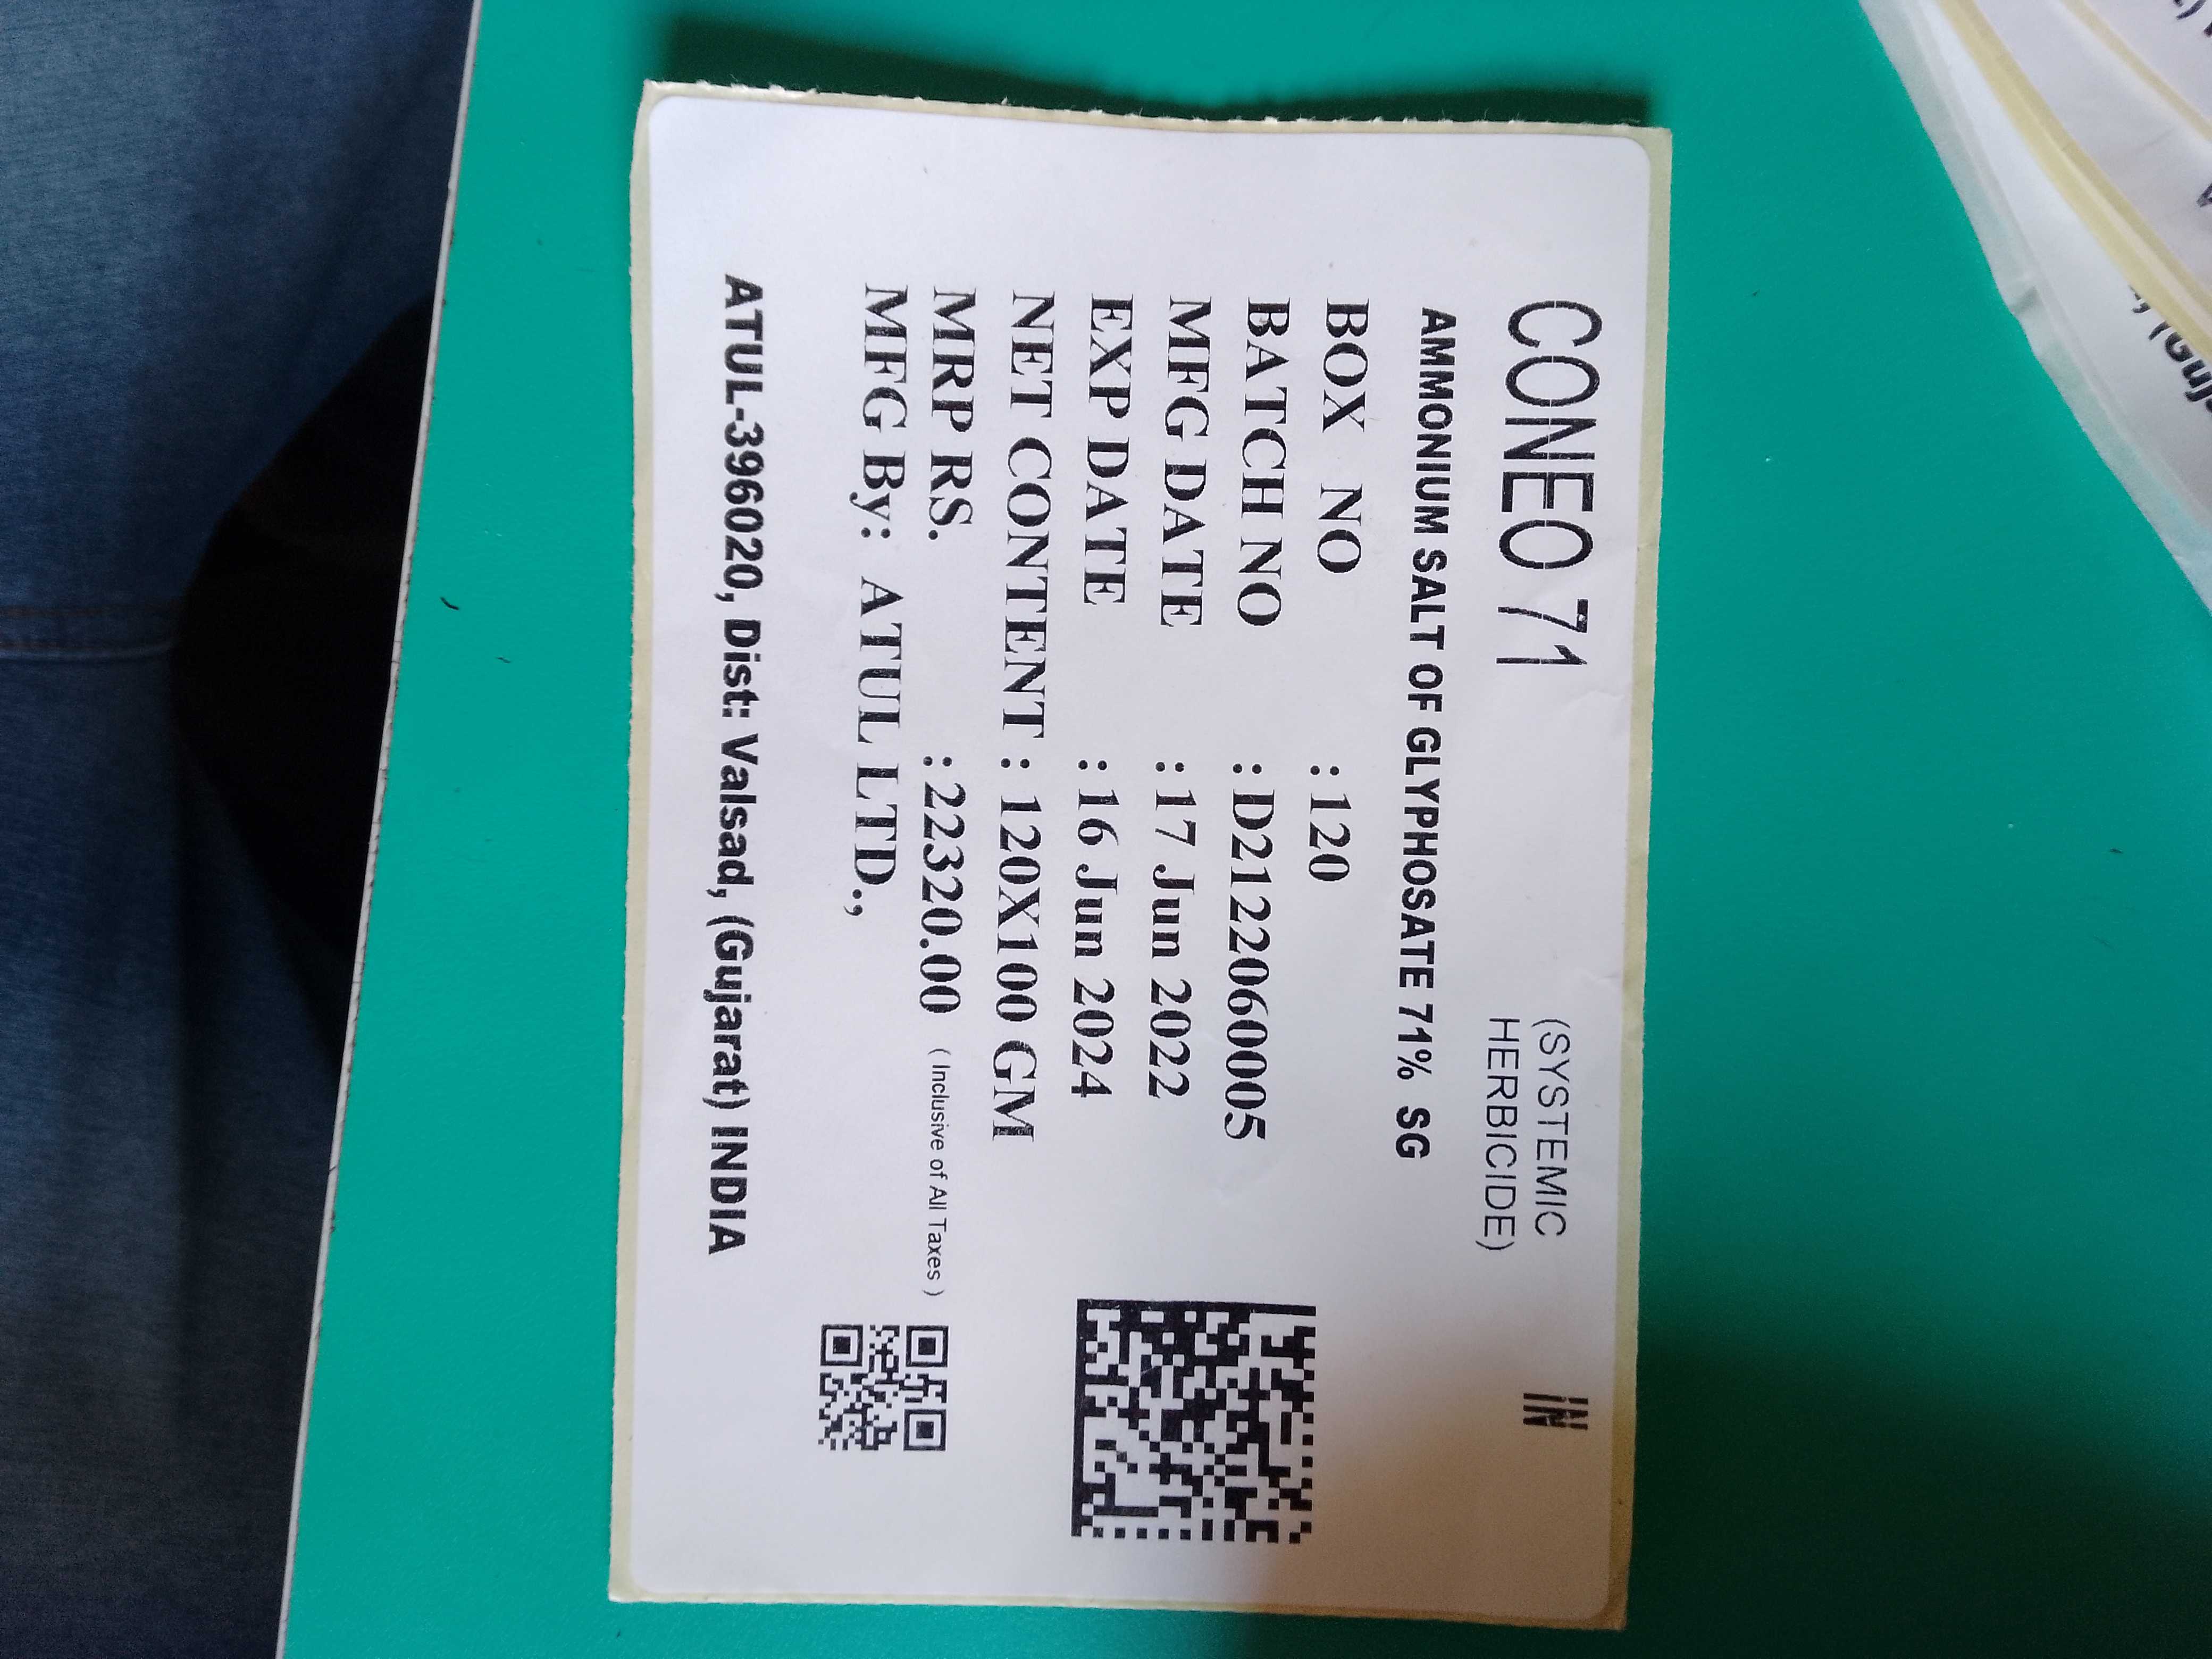 CONEO 71
(SYSTEMIC
HERBICIDE)
IN
AMMONIUM SALT OF GLYPHOSATE 71% SG
BOX NO : 120
BATCH NO : D2122060005
MFG DATE : 17 Jun 2022
EXP DATE : 16 Jun 2024
NET CONTENT : 120X100 GM
MRP RS. : 22320.00 ( Inclusive of All Taxes )
MFG By: ATUL LTD.,
ATUL-396020, Dist: Valsad, (Gujarat) INDIA